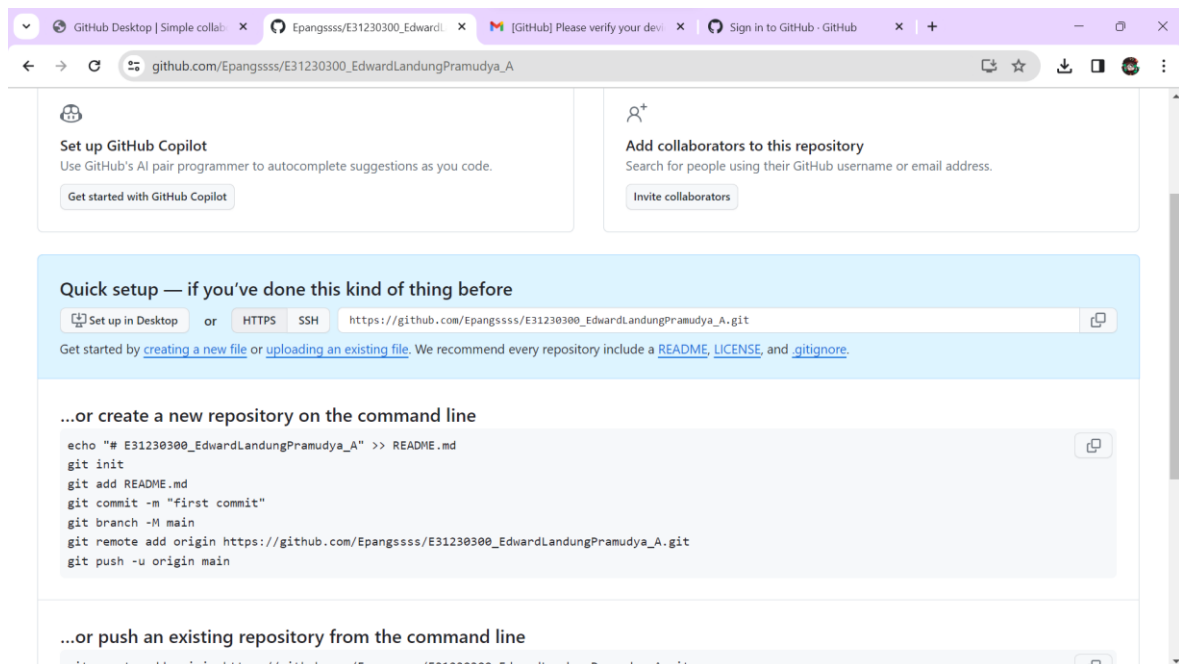 GitHub Desktop | Simple collab
Epangssss/E31230300_EdwardL
[GitHub] Please verify your devi
Sign in to GitHub · GitHub
github.com/Epangssss/E31230300_EdwardLandungPramudya_A
Set up GitHub Copilot
Use GitHub's AI pair programmer to autocomplete suggestions as you code.
Get started with GitHub Copilot
Add collaborators to this repository
Search for people using their GitHub username or email address.
Invite collaborators
Quick setup — if you've done this kind of thing before
Set up in Desktop or HTTPS SSH https://github.com/Epangssss/E31230300_EdwardLandungPramudya_A.git
Get started by creating a new file or uploading an existing file. We recommend every repository include a README, LICENSE, and .gitignore.
...or create a new repository on the command line
echo "# E31230300_EdwardLandungPramudya_A" >> README.md
git init
git add README.md
git commit -m "first commit"
git branch -M main
git remote add origin https://github.com/Epangssss/E31230300_EdwardLandungPramudya_A.git
git push -u origin main
...or push an existing repository from the command line